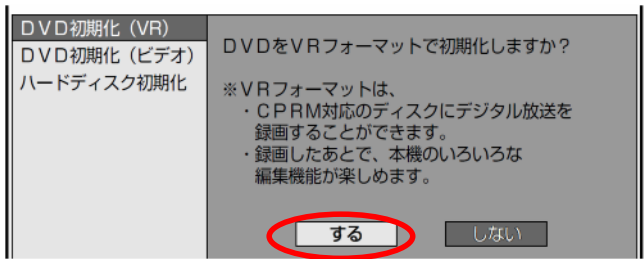 DVD初期化（VR）
DVD初期化（ビデオ）
ハードディスク初期化
DVDをVRフォーマットで初期化しますか？
※VRフォーマットは、
・CPRM対応のディスクにデジタル放送を
録画することができます。
・録画したあとで、本機のいろいろな
編集機能が楽しめます。
する
しない